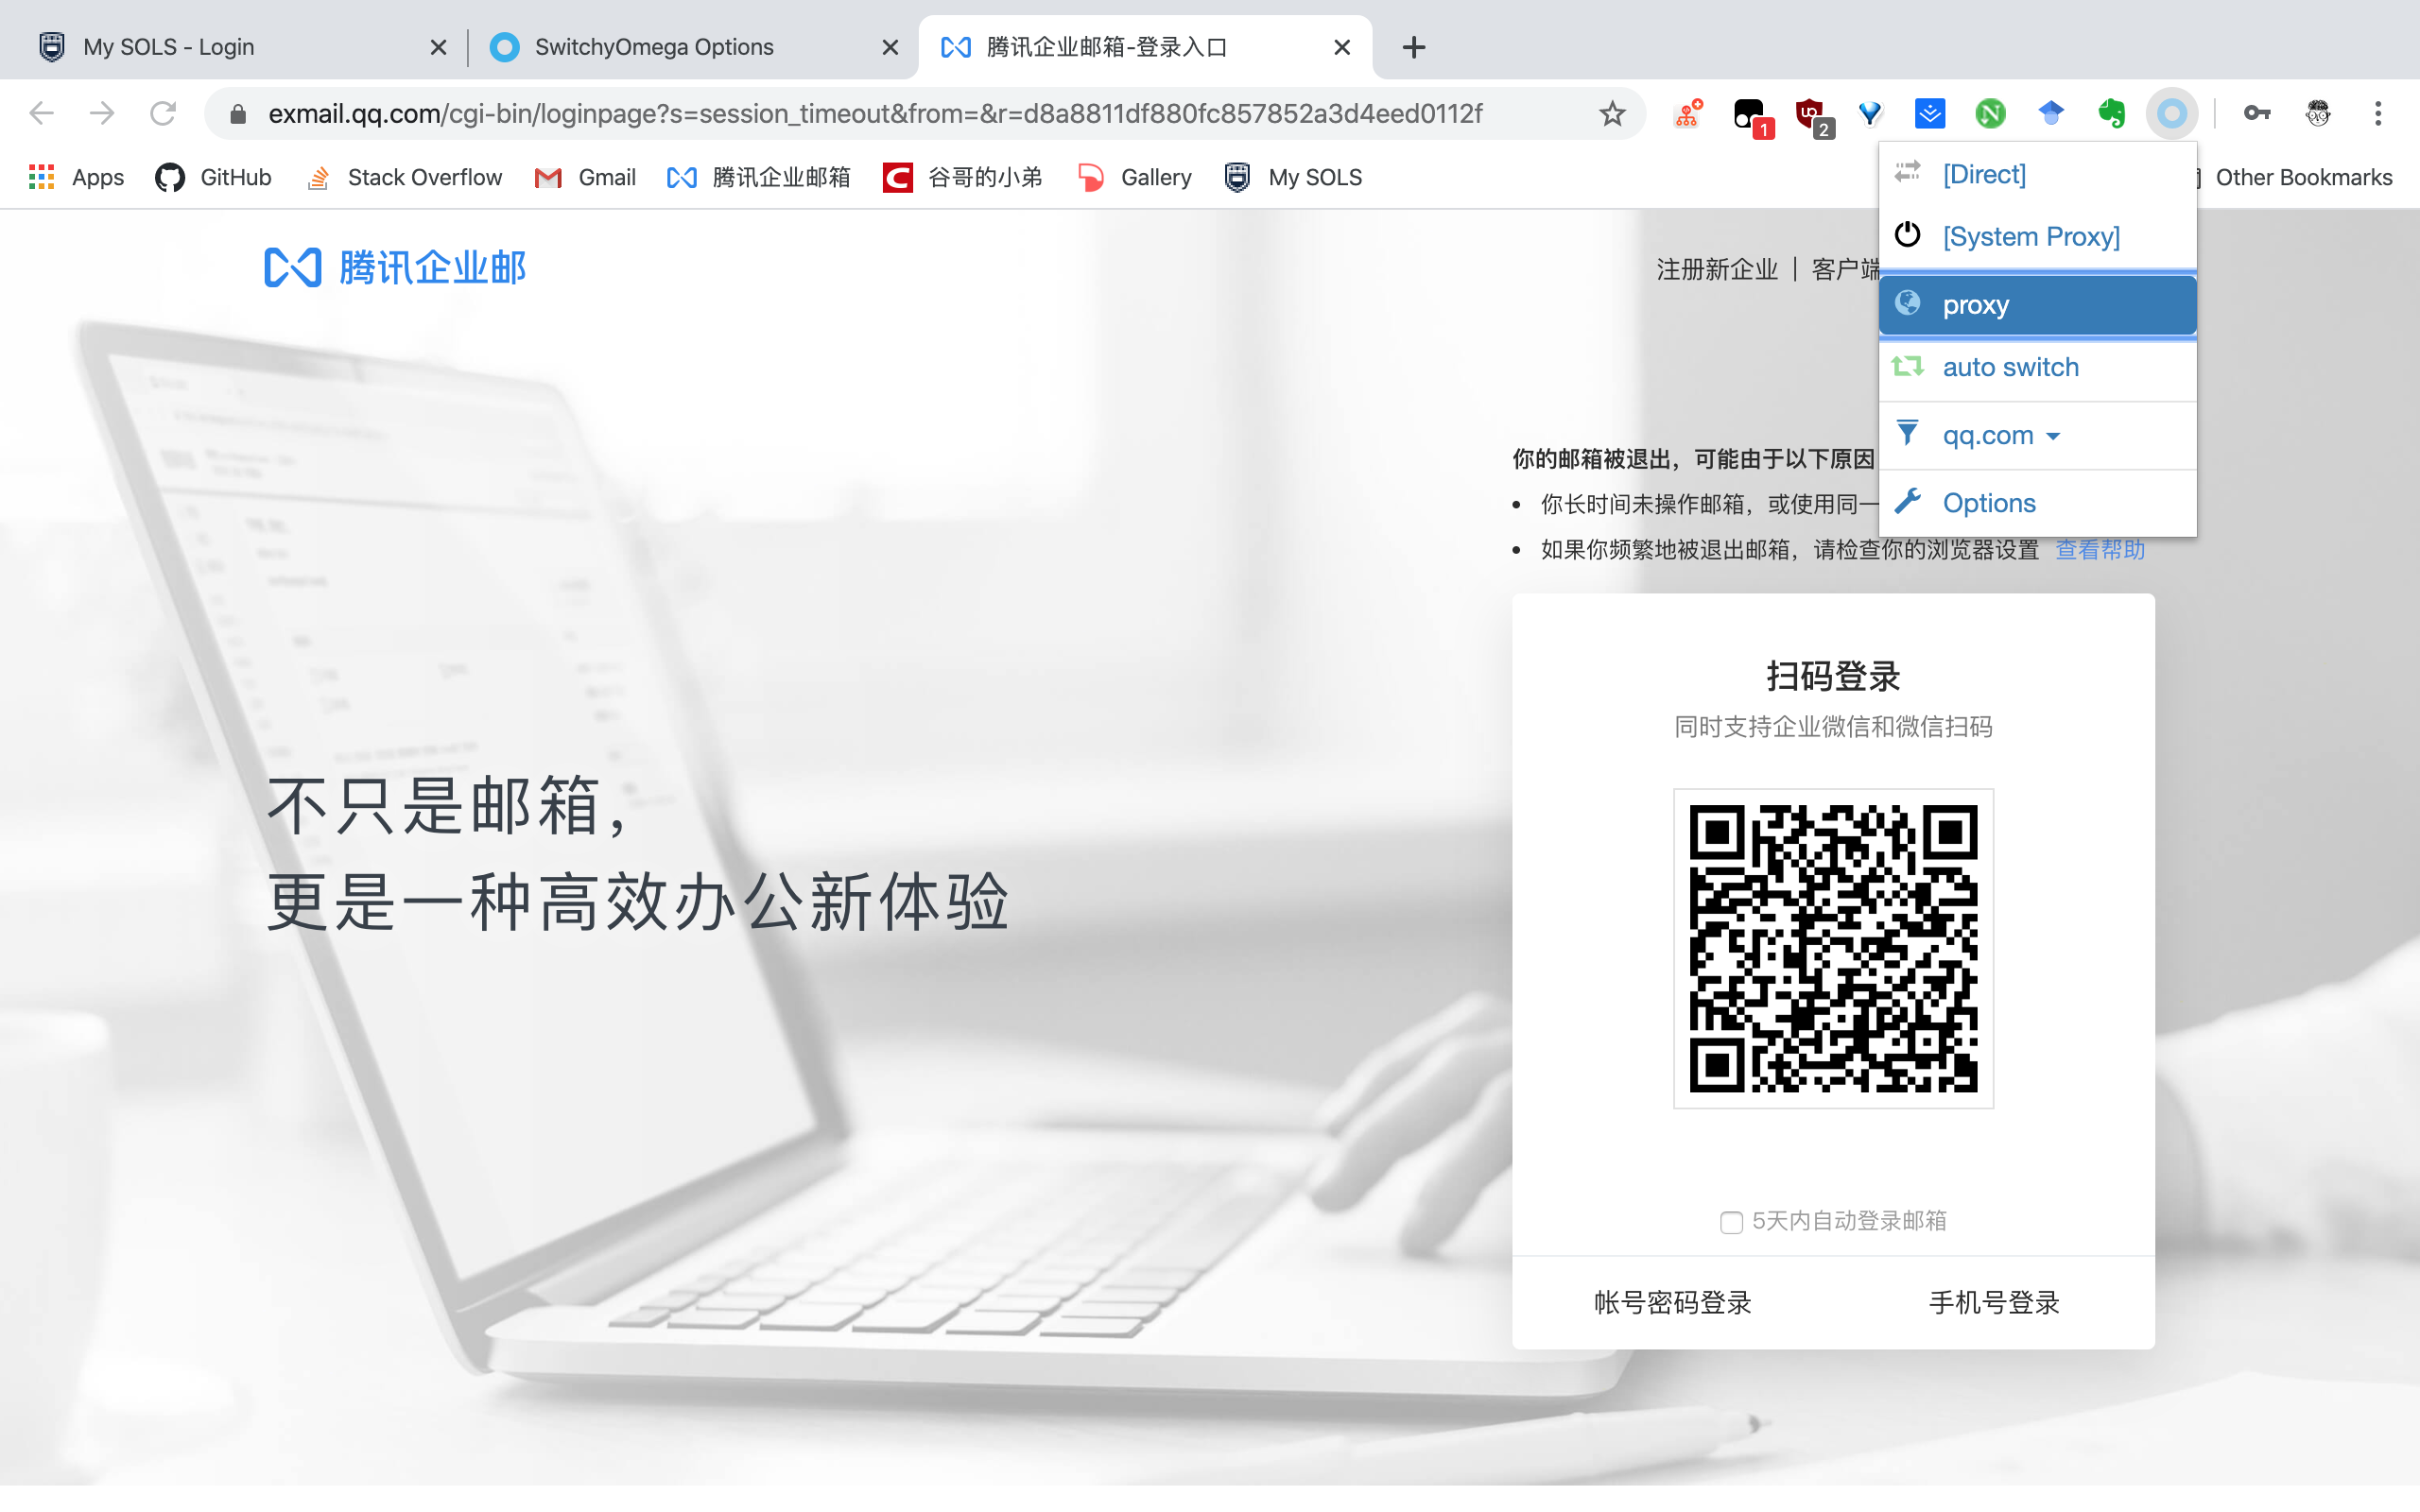 My SOLS - Login
SwitchyOmega Options
腾讯企业邮箱-登录入口
exmail.qq.com/cgi-bin/loginpage?s=session_timeout&from=&r=d8a8811df880fc857852a3d4eed0112f
1
2
Apps
GitHub
Stack Overflow
Gmail
腾讯企业邮箱
谷哥的小弟
Gallery
My SOLS
Other Bookmarks
[Direct]
[System Proxy]
proxy
auto switch
qq.com
Options
腾讯企业邮
注册新企业 | 客户端
你的邮箱被退出，可能由于以下原因
• 你长时间未操作邮箱，或使用同一
• 如果你频繁地被退出邮箱，请检查你的浏览器设置 查看帮助
不只是邮箱，
更是一种高效办公新体验
扫码登录
同时支持企业微信和微信扫码
5天内自动登录邮箱
帐号密码登录
手机号登录